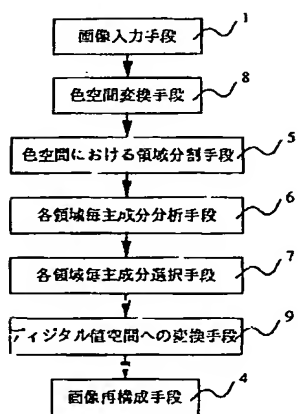 画像入力手段
1
色空間変換手段
8
色空間における領域分割手段
5
各領域毎主成分分析手段
6
各領域毎主成分選択手段
7
ディジタル値空間への変換手段
9
画像再構成手段
4